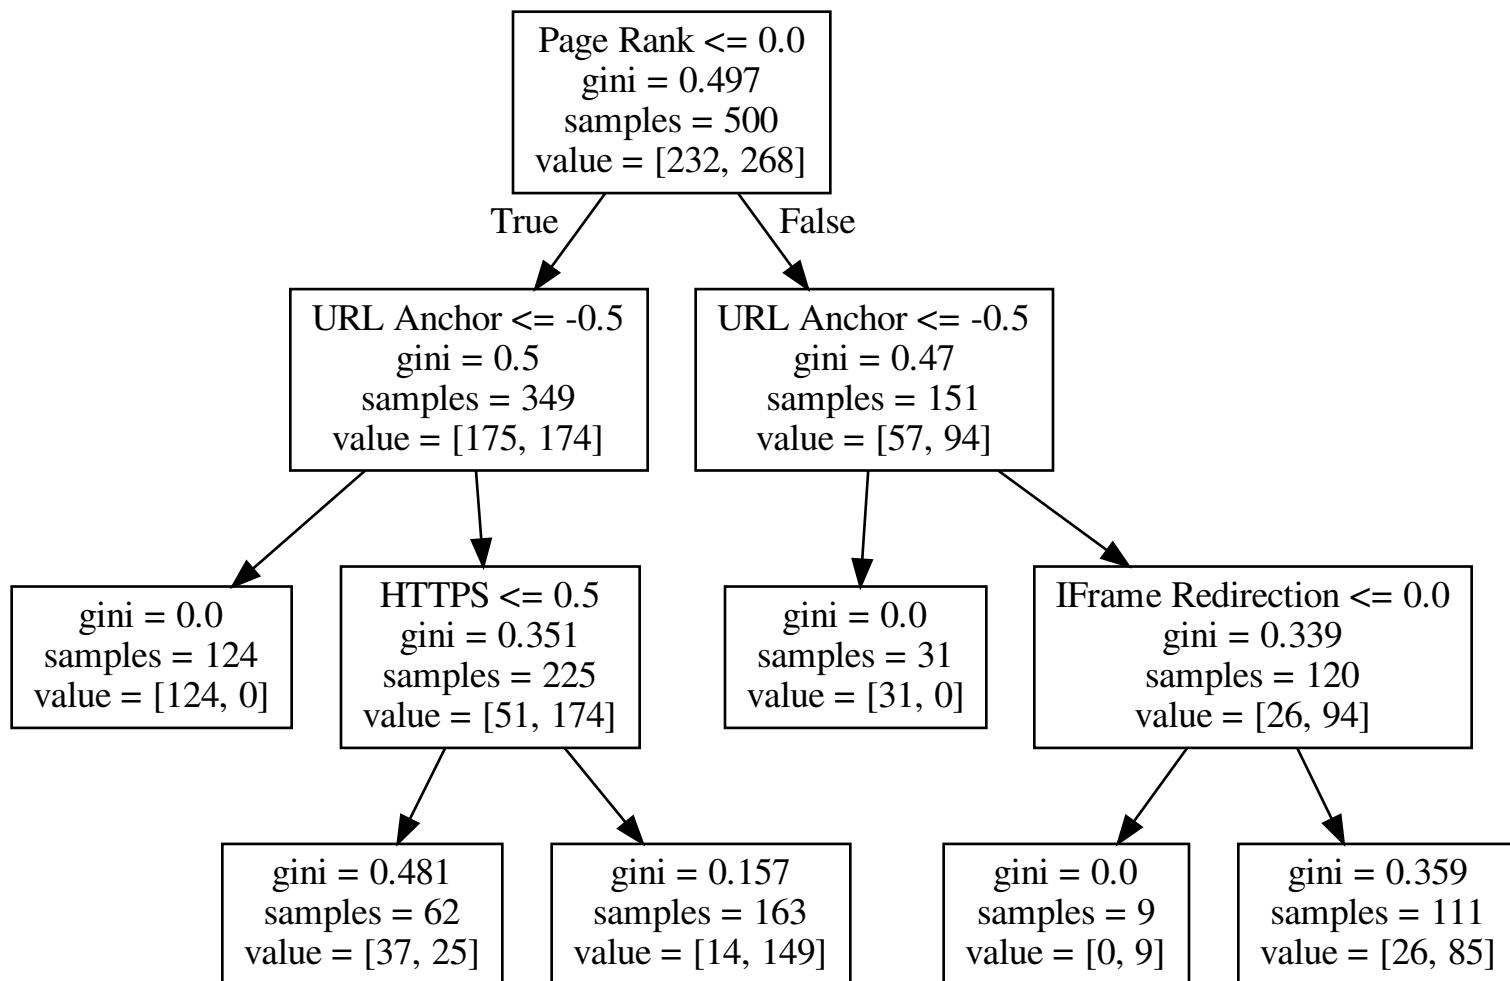 Page Rank <= 0.0
gini = 0.497
samples = 500
value = [232, 268]
True
False
URL Anchor <= -0.5
gini = 0.5
samples = 349
value = [175, 174]
URL Anchor <= -0.5
gini = 0.47
samples = 151
value = [57, 94]
gini = 0.0
samples = 124
value = [124, 0]
HTTPS <= 0.5
gini = 0.351
samples = 225
value = [51, 174]
gini = 0.0
samples = 31
value = [31, 0]
IFrame Redirection <= 0.0
gini = 0.339
samples = 120
value = [26, 94]
gini = 0.481
samples = 62
value = [37, 25]
gini = 0.157
samples = 163
value = [14, 149]
gini = 0.0
samples = 9
value = [0, 9]
gini = 0.359
samples = 111
value = [26, 85]